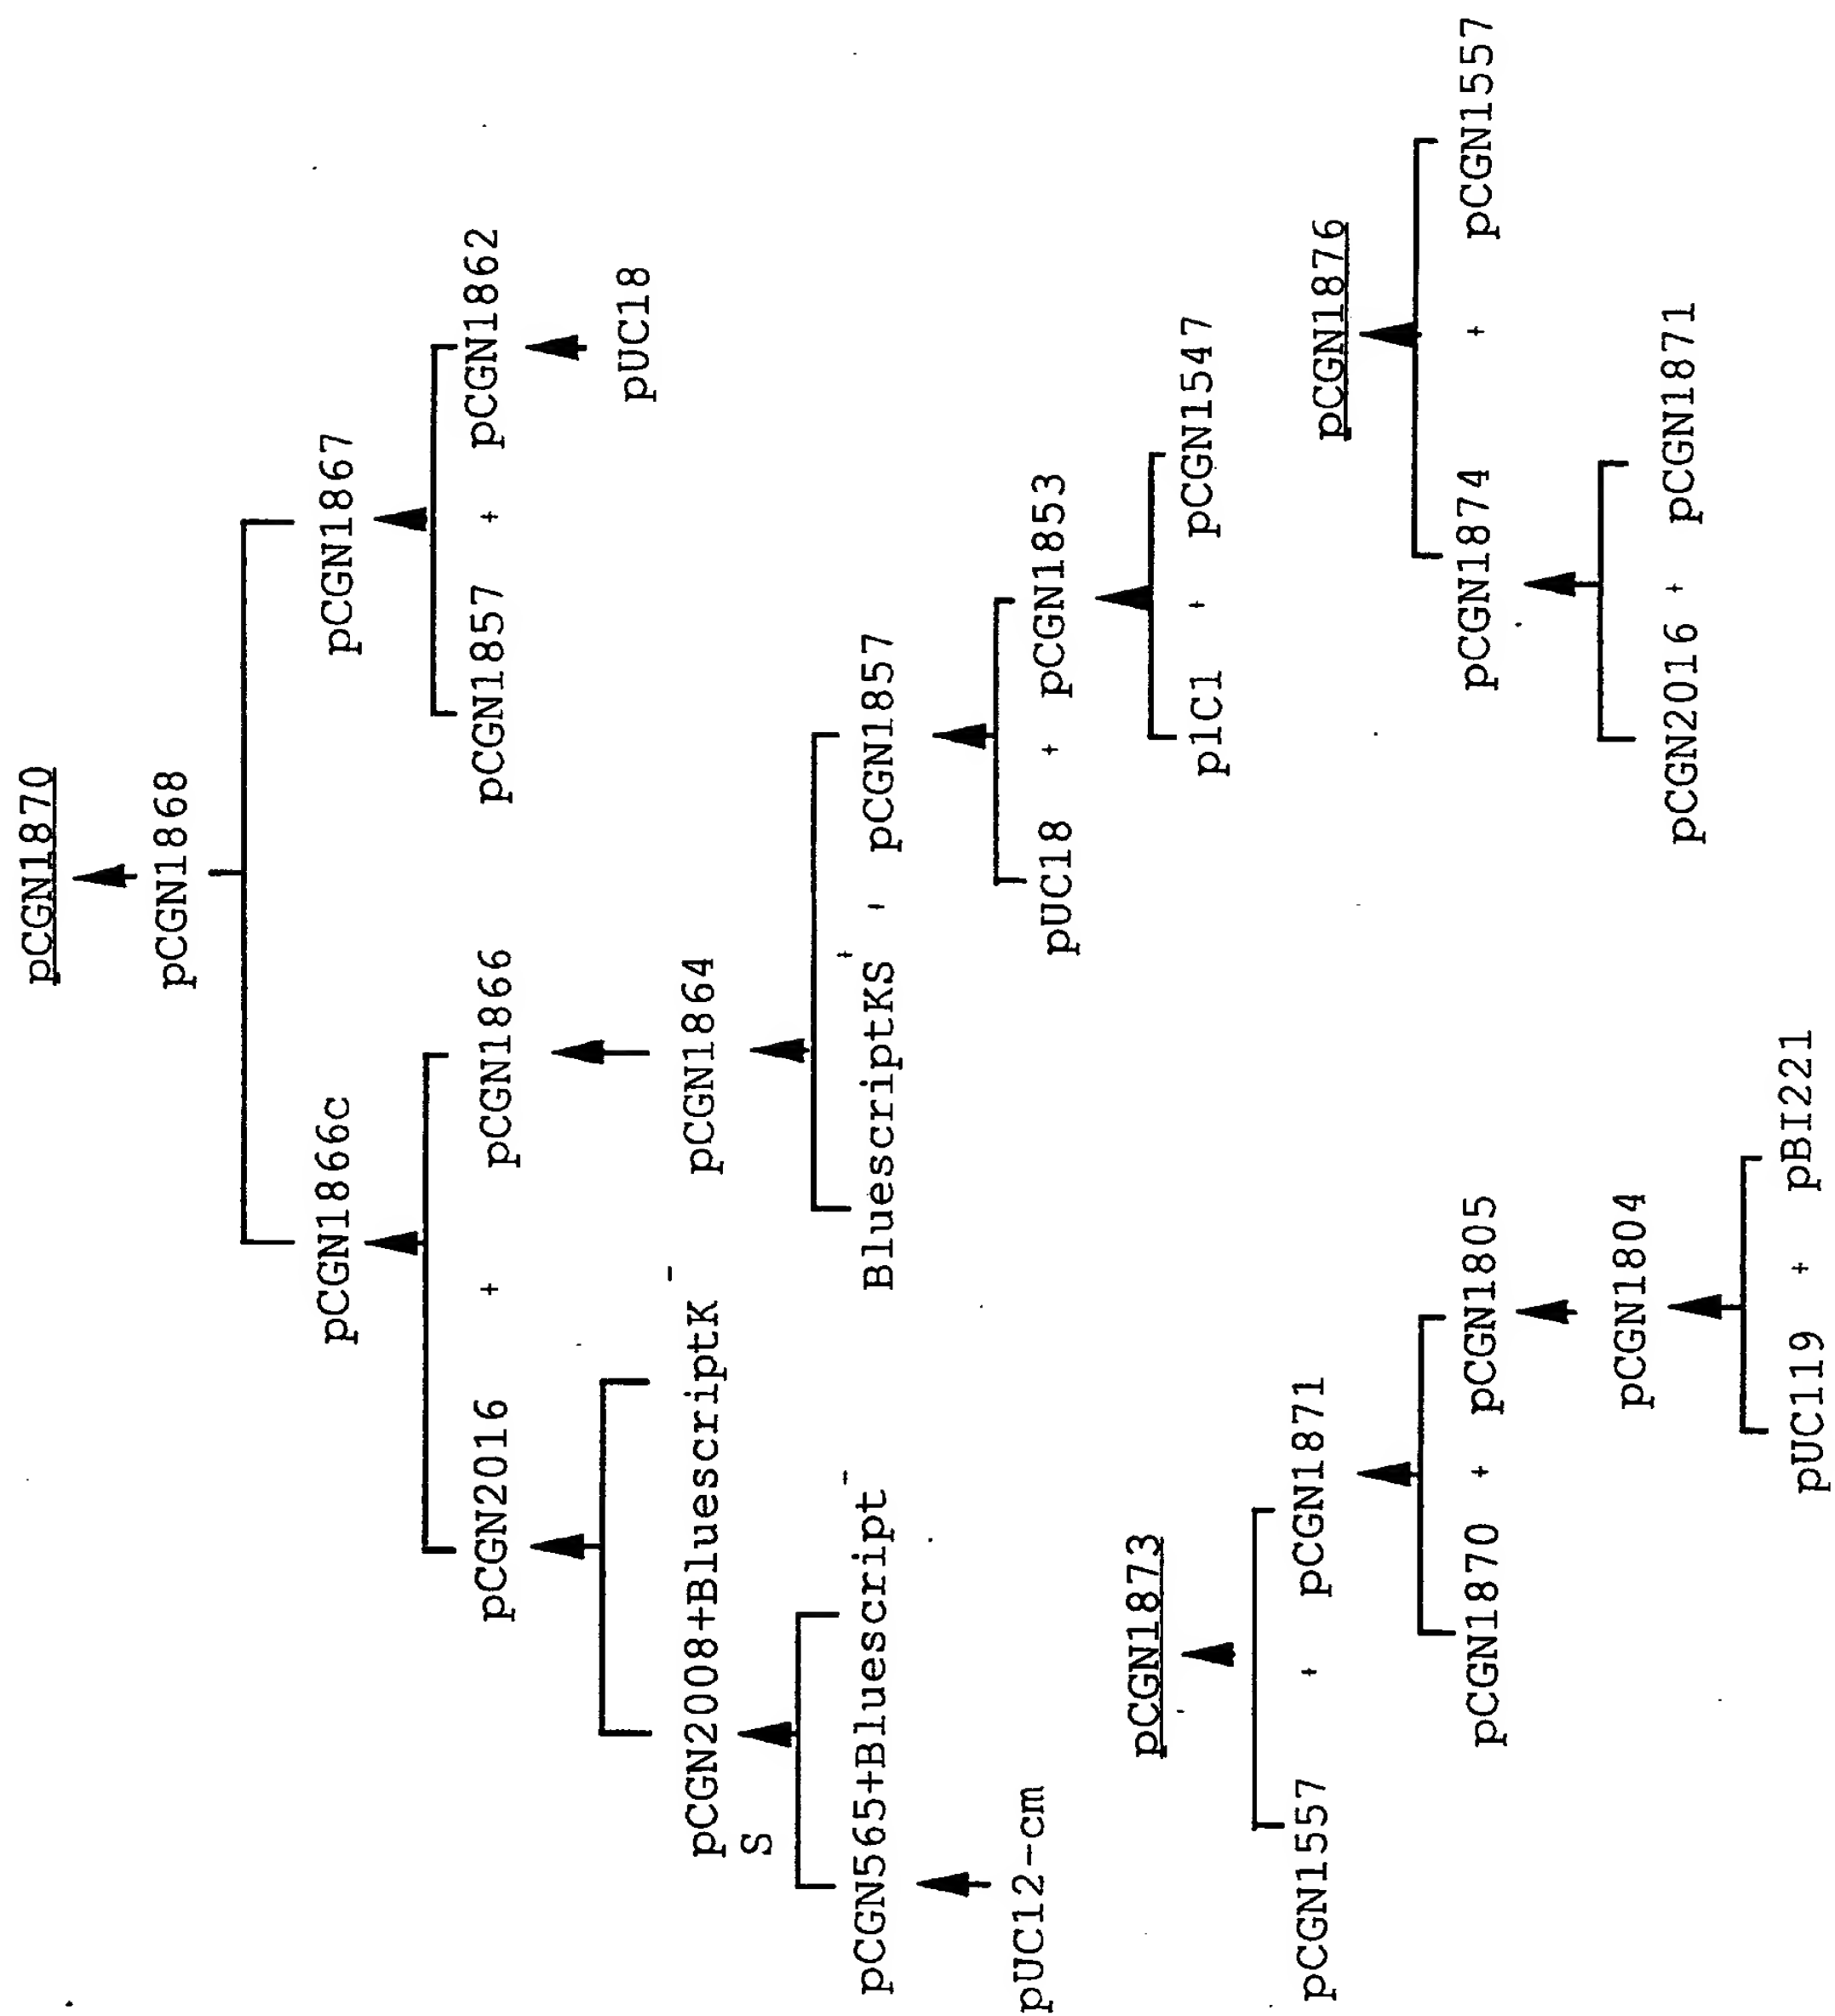 pCGN1870
pCGN1868
pCGN1866c pCGN1867
pCGN2016 + pCGN1866 pCGN1857 + pCGN1862
pCGN2008+BluescriptK-
S
pCGN1864 pUC18
pCGN565+Bluescript- BluescriptKS+ + pCGN1857
pUC12-cm pUC18 + pCGN1853
p1C1 + pCGN1547
pCGN1873
pCGN1557 + pCGN1871
pCGN1870 + pCGN1805
pCGN1804
pUC119 + pBI221
pCGN1876
pCGN1874 + pCGN1557
pCGN2016 + pCGN1871